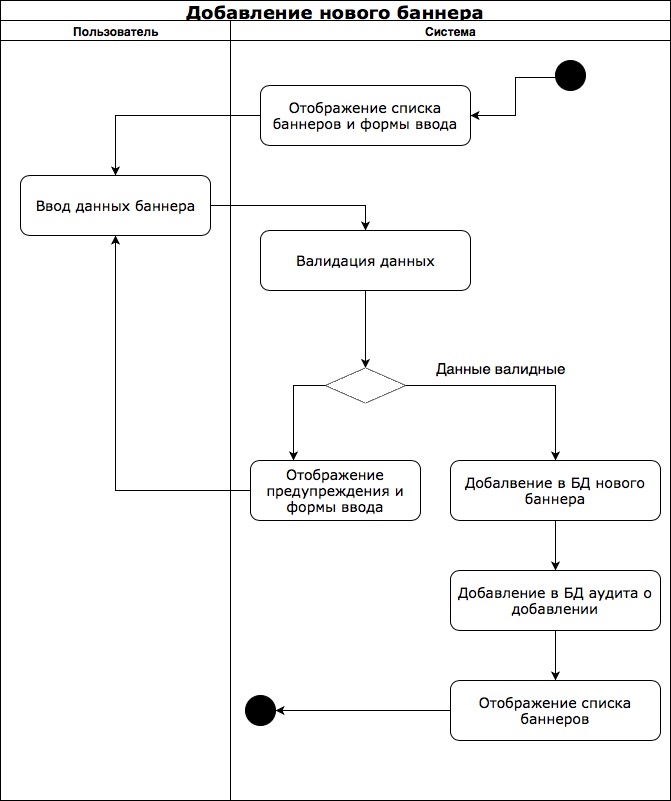 Добавление нового баннера
Пользователь
Система
Отображение списка
баннеров и формы ввода
Ввод данных баннера
Валидация данных
Данные валидные
Отображение
предупреждения и
формы ввода
Добалвение в БД нового
баннера
Добавление в БД аудита о
добавлении
Отображение списка
баннеров